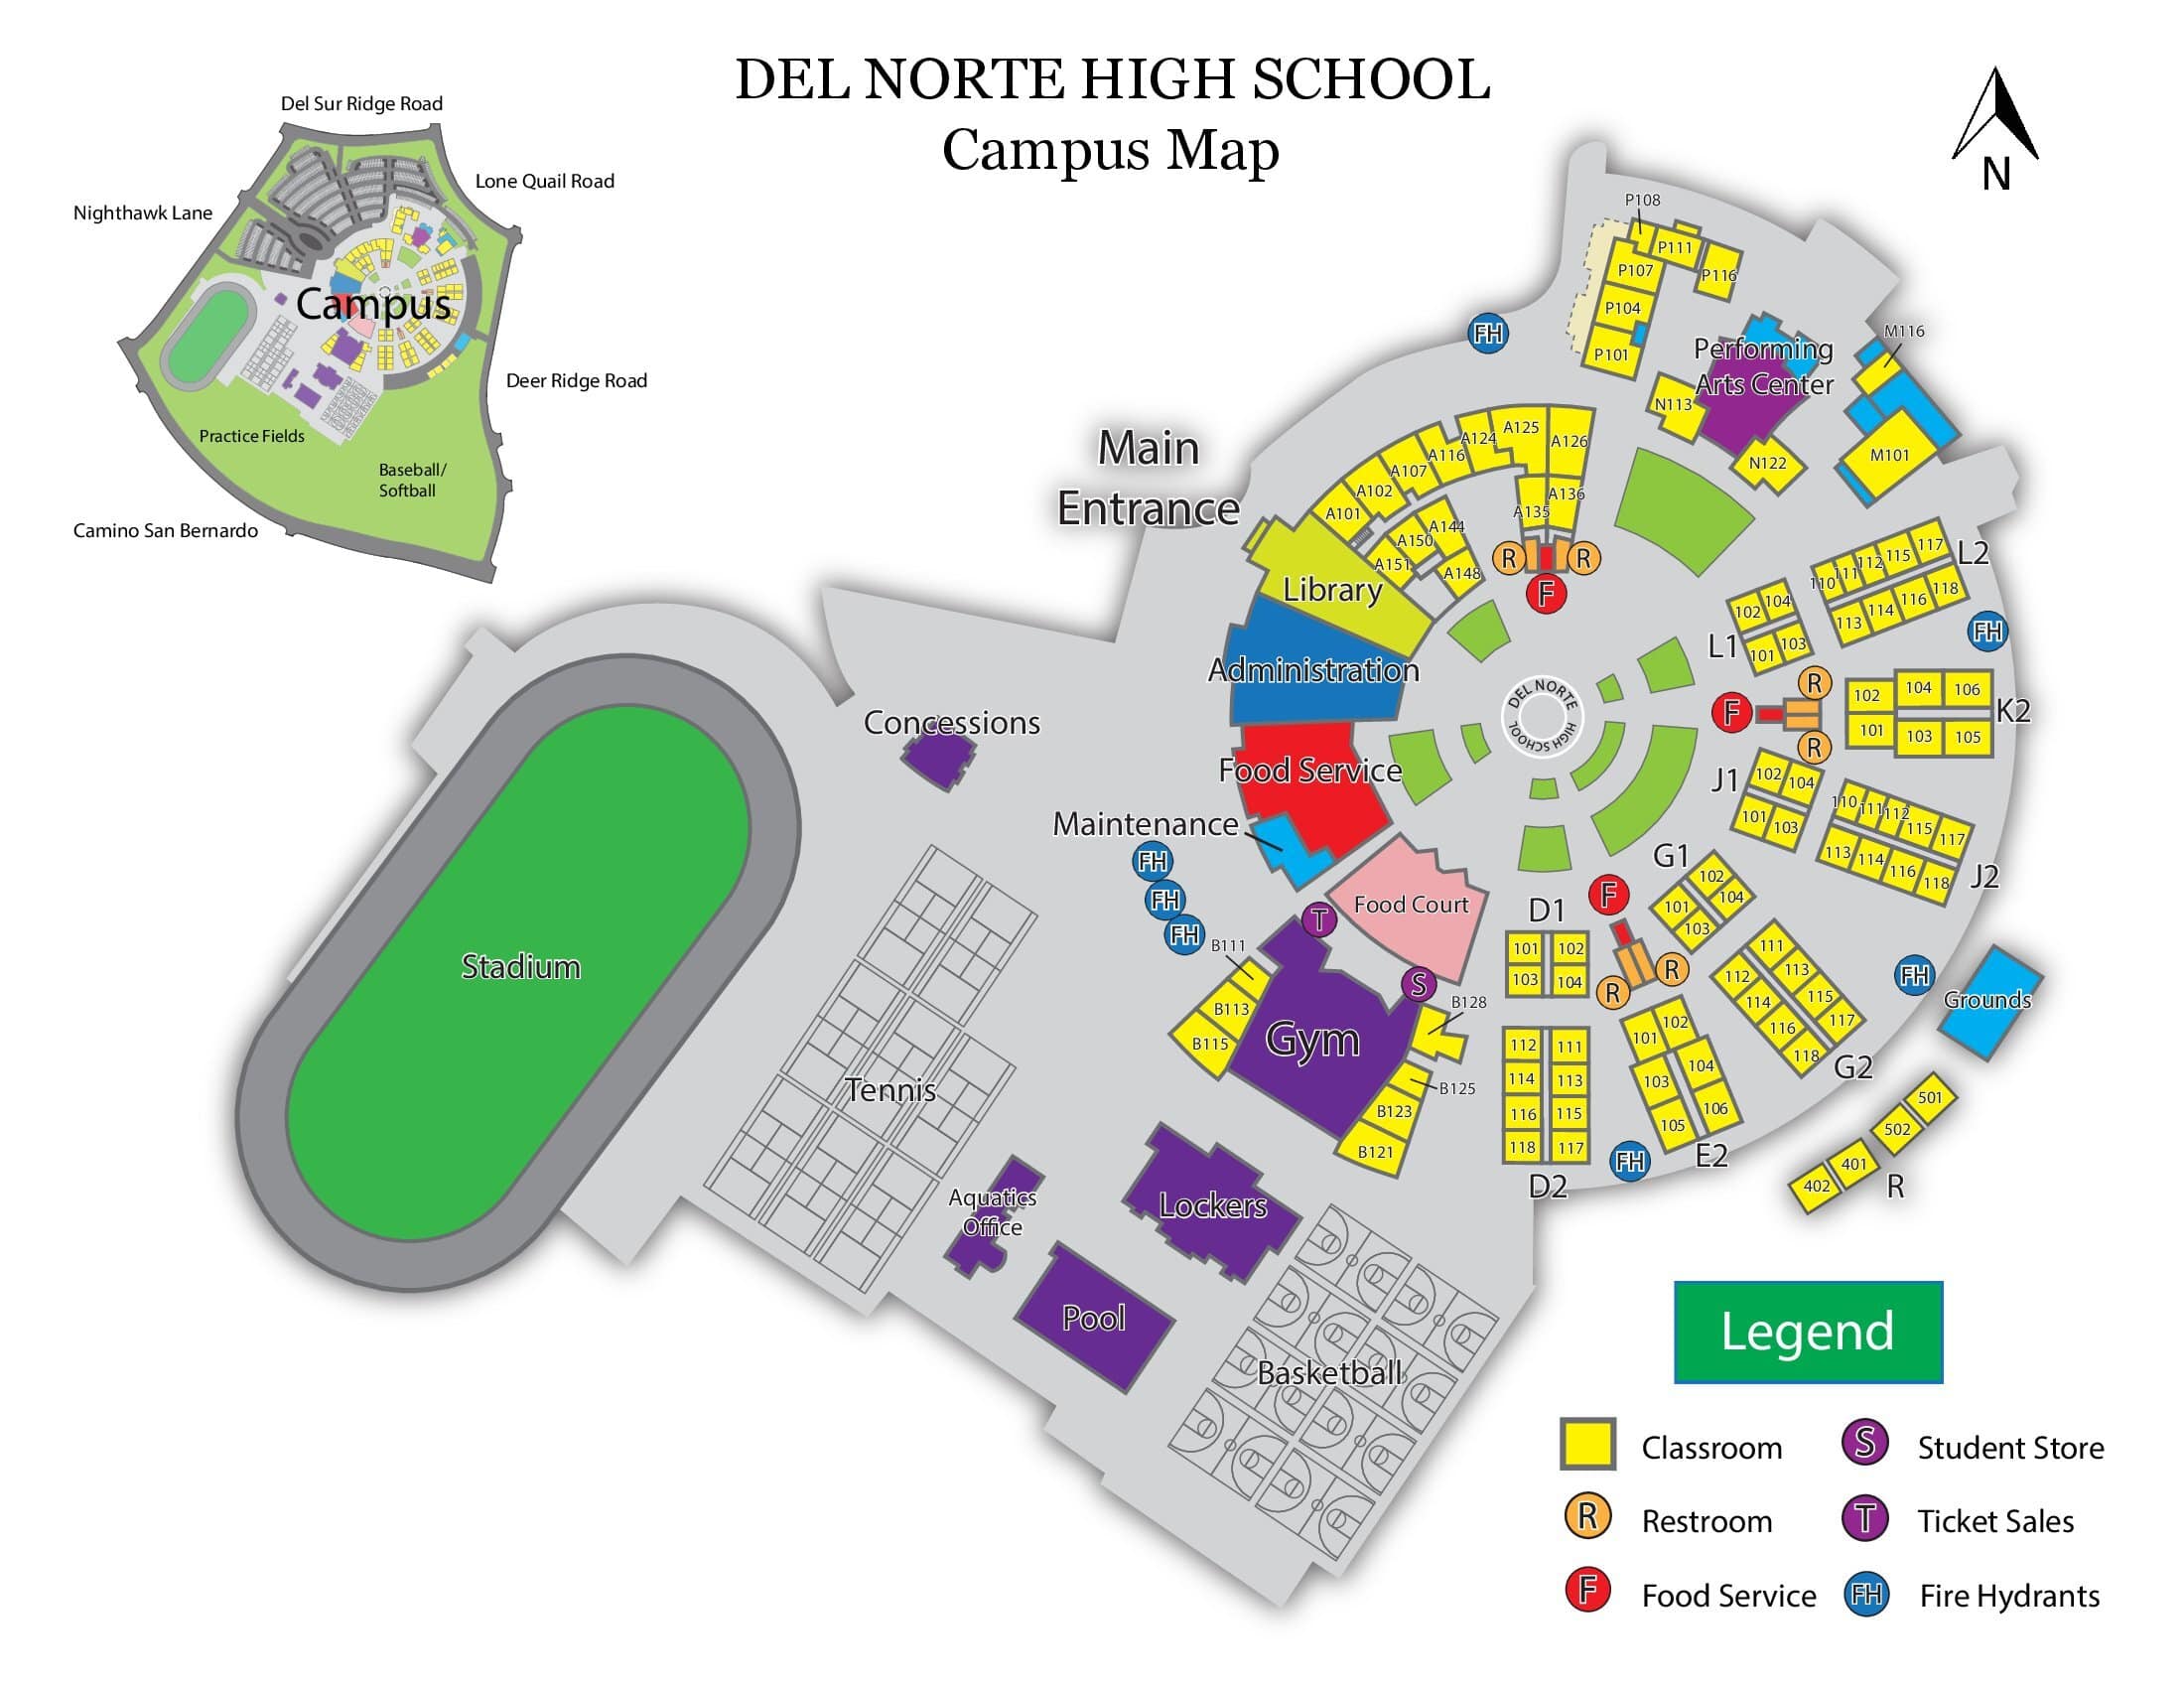 DEL NORTE HIGH SCHOOL
Campus Map
N
Del Sur Ridge Road
Lone Quail Road
Nighthawk Lane
Campus
Deer Ridge Road
Practice Fields
Baseball/
Softball
Camino San Bernardo
P108
P111
P107
P116
P104
P101
FH
Performing
Arts Center
M116
N113
N122
M101
Main
Entrance
A101
A102
A107
A116
A124
A125
A126
A136
A135
A144
A150
A151
A148
R
R
F
Library
Administration
Food Service
Maintenance
FH
FH
FH
DEL NORTE
HIGH SCHOOL
L2
110
111
112
115
117
113
114
116
118
FH
L1
102
104
101
103
F
R
R
K2
102
104
106
101
103
105
J1
102
104
101
103
J2
110
111
112
115
117
113
114
116
118
G1
102
104
101
103
G2
111
113
115
117
112
114
116
118
FH
Grounds
F
R
R
D1
101
102
103
104
D2
112
111
114
113
116
115
118
117
E2
101
102
103
104
105
106
FH
R
501
502
401
402
Food Court
T
S
B111
B113
B115
Gym
B128
B125
B123
B121
Concessions
Stadium
Tennis
Aquatics
Office
Lockers
Pool
Basketball
Legend
Classroom
S Student Store
R Restroom
T Ticket Sales
F Food Service
FH Fire Hydrants